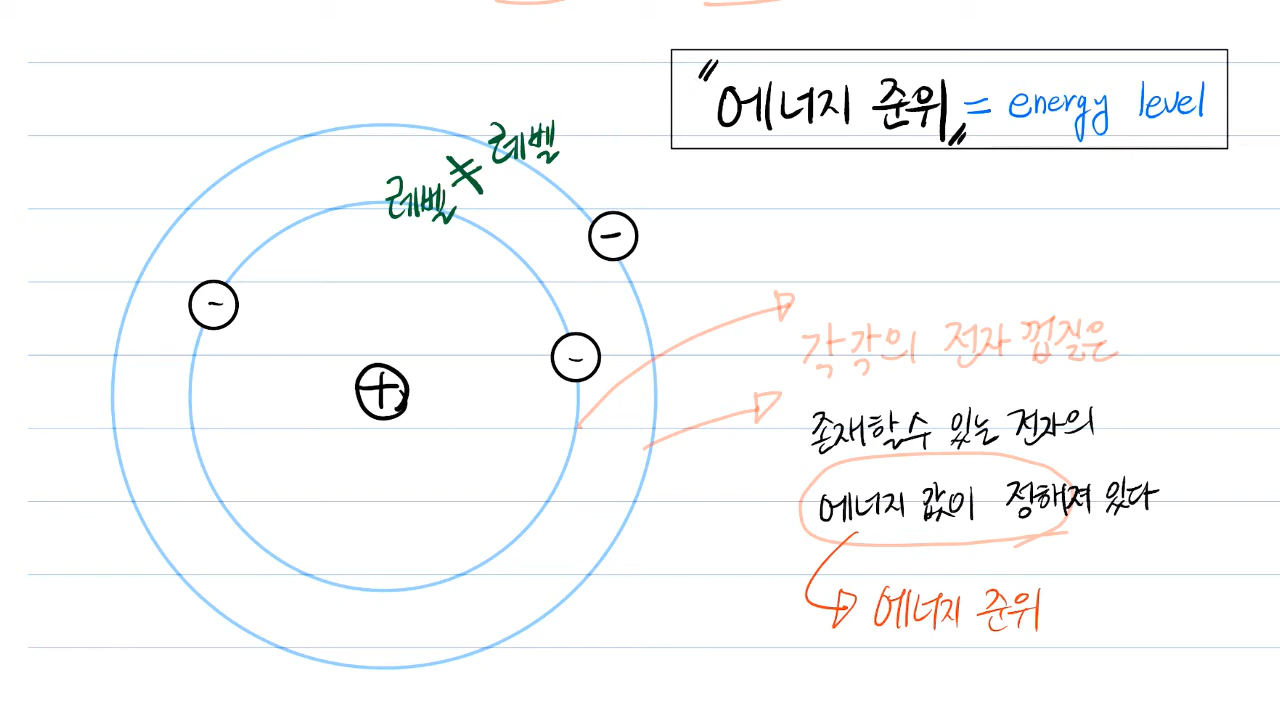 "에너지 준위" = energy level
레벨 ≠ 레벨
각각의 전자껍질은
존재할수 있는 전자의
에너지 값이 정해져 있다
에너지 준위